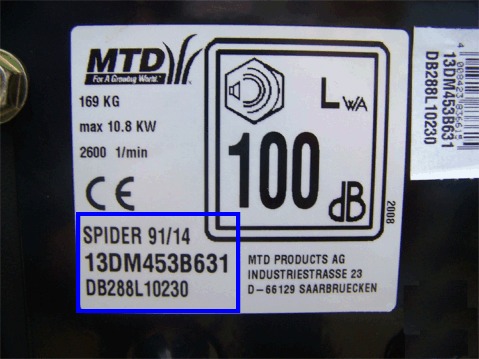 MTD
For A Growing World.
169 KG
max 10.8 KW
2600 1/min
CE
LWA
100
dB
2008
SPIDER 91/14
13DM453B631
DB288L10230
MTD PRODUCTS AG
INDUSTRIESTRASSE 23
D-66129 SAARBRUECKEN
13DM453B631
DB288L10230